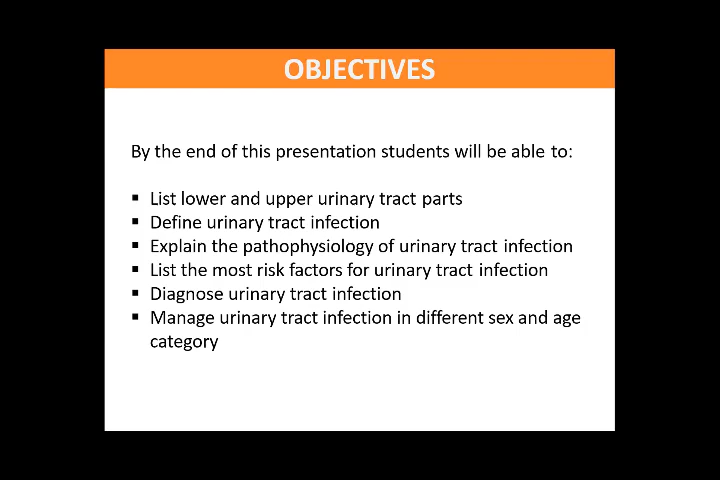 OBJECTIVES
By the end of this presentation students will be able to:
▪ List lower and upper urinary tract parts
▪ Define urinary tract infection
▪ Explain the pathophysiology of urinary tract infection
▪ List the most risk factors for urinary tract infection
▪ Diagnose urinary tract infection
▪ Manage urinary tract infection in different sex and age
category